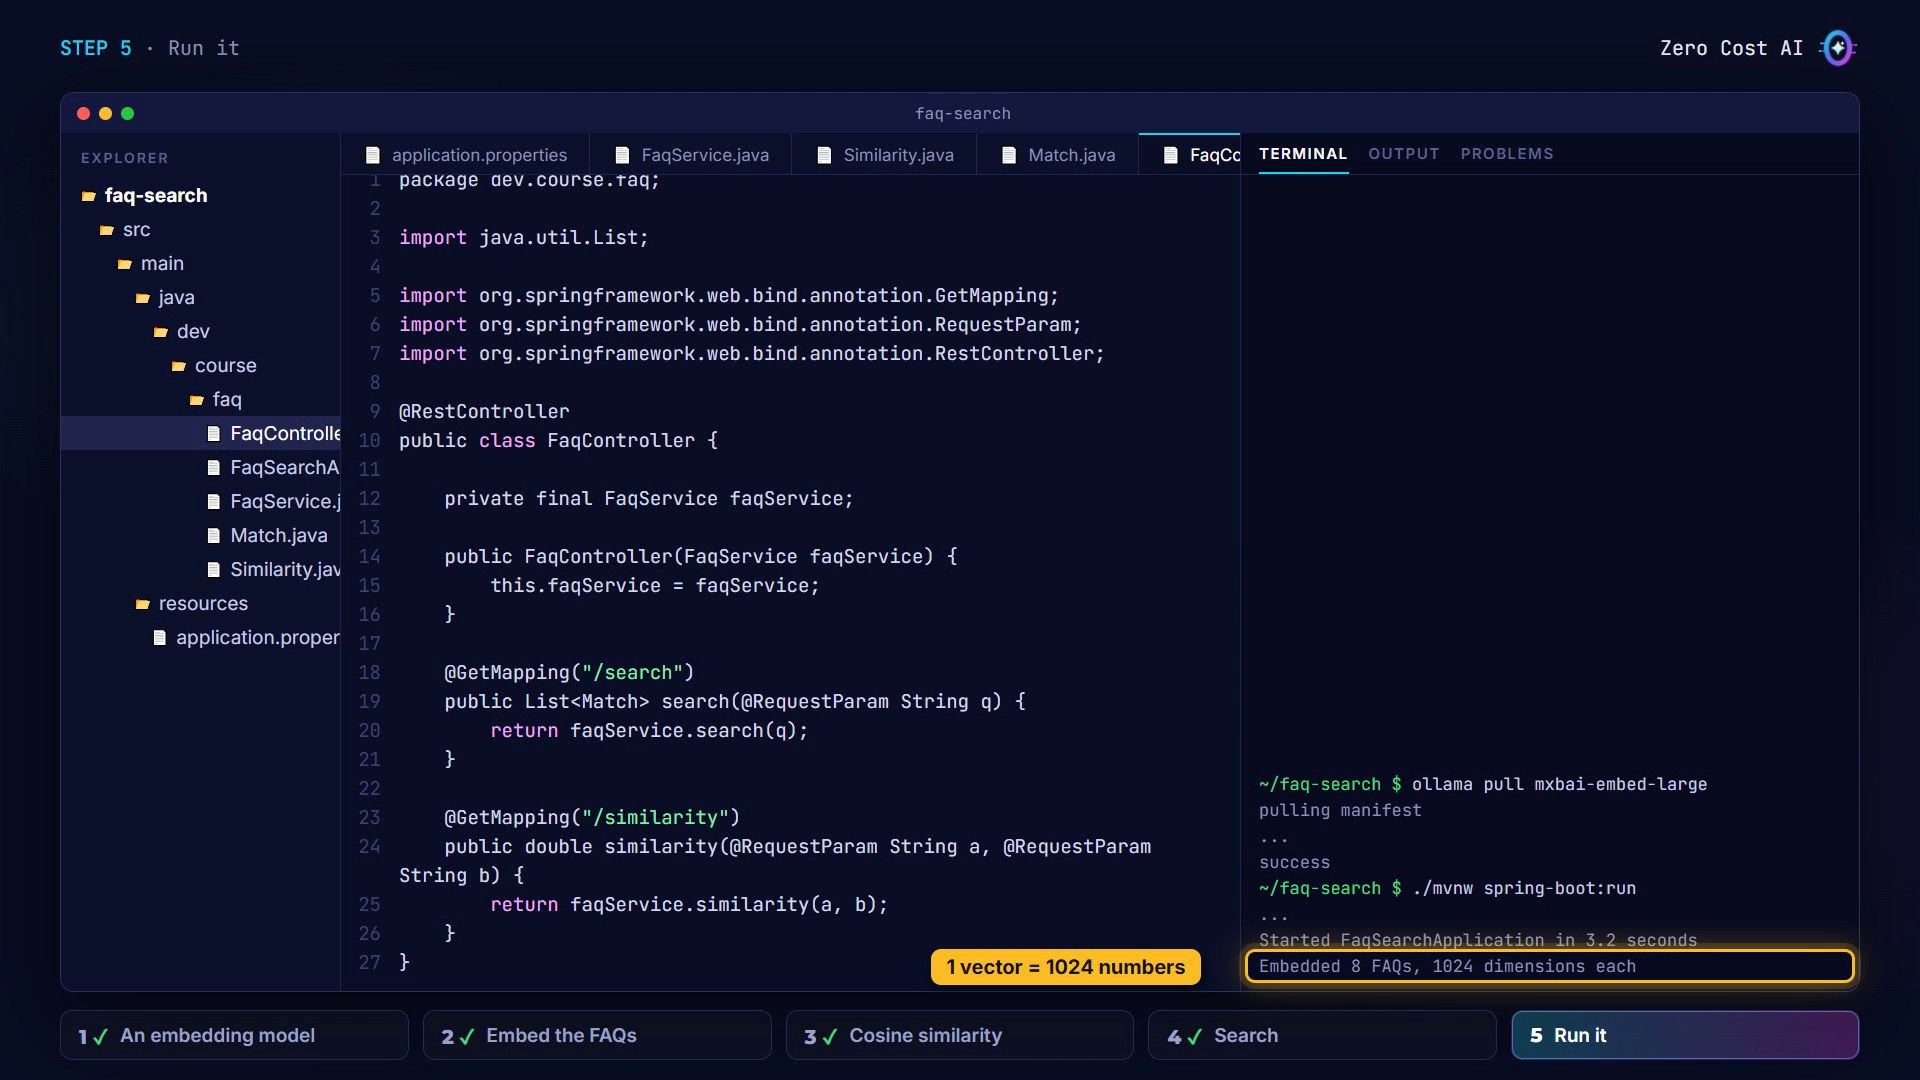 STEP 5 · Run it
Zero Cost AI
faq-search
EXPLORER
faq-search
src
main
java
dev
course
faq
FaqControlle
FaqSearchA
FaqService.j
Match.java
Similarity.jav
resources
application.proper
application.properties
FaqService.java
Similarity.java
Match.java
FaqCo
1 package dev.course.faq;
2
3 import java.util.List;
4
5 import org.springframework.web.bind.annotation.GetMapping;
6 import org.springframework.web.bind.annotation.RequestParam;
7 import org.springframework.web.bind.annotation.RestController;
8
9 @RestController
10 public class FaqController {
11
12     private final FaqService faqService;
13
14     public FaqController(FaqService faqService) {
15         this.faqService = faqService;
16     }
17
18     @GetMapping("/search")
19     public List<Match> search(@RequestParam String q) {
20         return faqService.search(q);
21     }
22
23     @GetMapping("/similarity")
24     public double similarity(@RequestParam String a, @RequestParam
String b) {
25         return faqService.similarity(a, b);
26     }
27 }
1 vector = 1024 numbers
TERMINAL OUTPUT PROBLEMS
~/faq-search $ ollama pull mxbai-embed-large
pulling manifest
...
success
~/faq-search $ ./mvnw spring-boot:run
...
Started FaqSearchApplication in 3.2 seconds
Embedded 8 FAQs, 1024 dimensions each
1 ✓ An embedding model
2 ✓ Embed the FAQs
3 ✓ Cosine similarity
4 ✓ Search
5 Run it